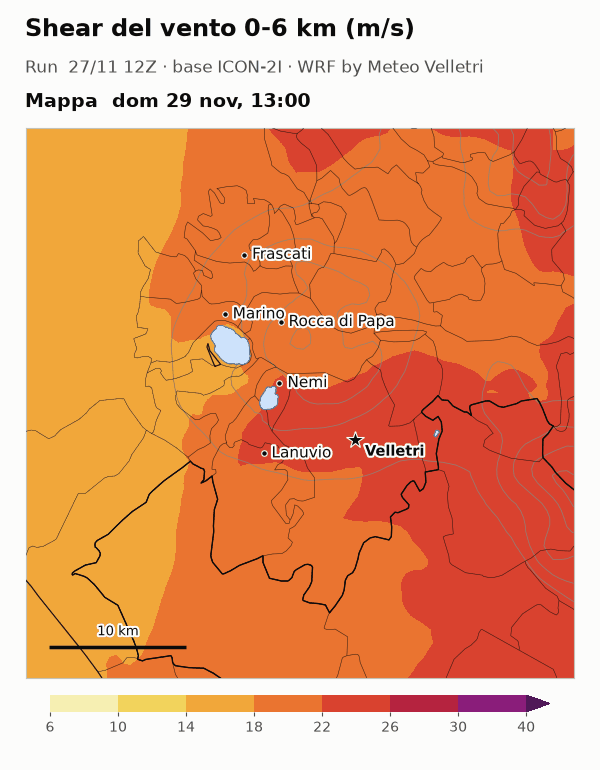 Shear del vento 0-6 km (m/s)
Run  27/11 12Z · base ICON-2I · WRF by Meteo Velletri
Mappa  dom 29 nov, 13:00
Frascati
Marino
Rocca di Papa
Nemi
Velletri
Lanuvio
10 km
6 10 14 18 22 26 30 40